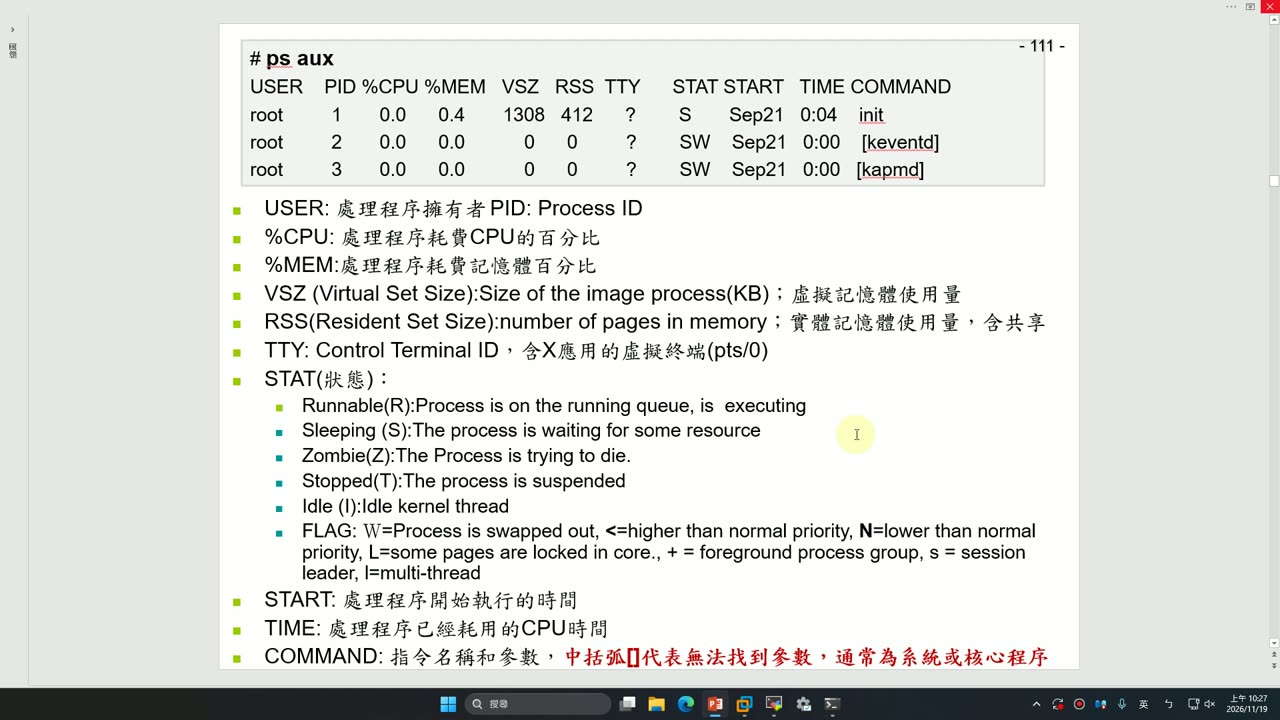 - 111 -
# ps aux
USER PID %CPU %MEM VSZ RSS TTY STAT START TIME COMMAND
root 1 0.0 0.4 1308 412 ? S Sep21 0:04 init
root 2 0.0 0.0 0 0 ? SW Sep21 0:00 [keventd]
root 3 0.0 0.0 0 0 ? SW Sep21 0:00 [kapmd]
USER: 處理程序擁有者PID: Process ID
%CPU: 處理程序耗費CPU的百分比
%MEM:處理程序耗費記憶體百分比
VSZ (Virtual Set Size):Size of the image process(KB)；虛擬記憶體使用量
RSS(Resident Set Size):number of pages in memory；實體記憶體使用量，含共享
TTY: Control Terminal ID，含X應用的虛擬終端(pts/0)
STAT(狀態)：
Runnable(R):Process is on the running queue, is executing
Sleeping (S):The process is waiting for some resource
Zombie(Z):The Process is trying to die.
Stopped(T):The process is suspended
Idle (I):Idle kernel thread
FLAG: W=Process is swapped out, <=higher than normal priority, N=lower than normal
priority, L=some pages are locked in core., + = foreground process group, s = session
leader, l=multi-thread
START: 處理程序開始執行的時間
TIME: 處理程序已經耗用的CPU時間
COMMAND: 指令名稱和參數，中括弧[]代表無法找到參數，通常為系統或核心程序
搜尋
英
上午 10:27
2026/11/19